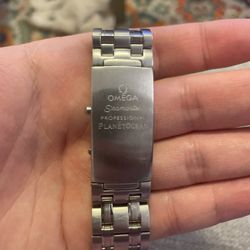 Ω
OMEGA
Seamaster
PROFESSIONAL
PLANET OCEAN